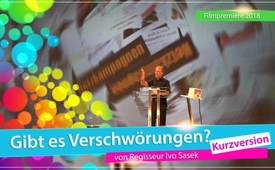 Filmpremiere 2018
Gibt es Verschwörungen?
Kurzversion
von Regisseur Ivo Sasek